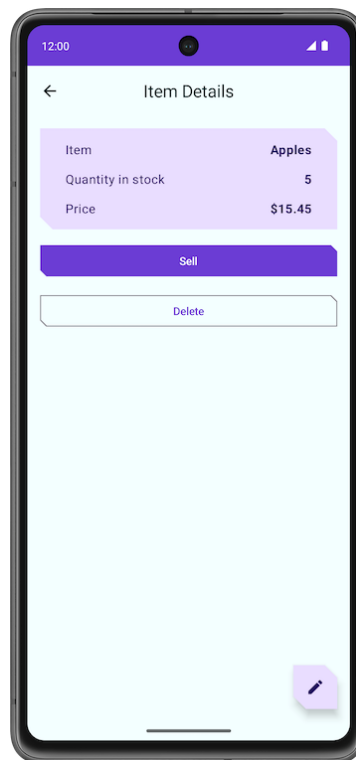 12:00
Item Details
Item Apples
Quantity in stock 5
Price $15.45
Sell
Delete